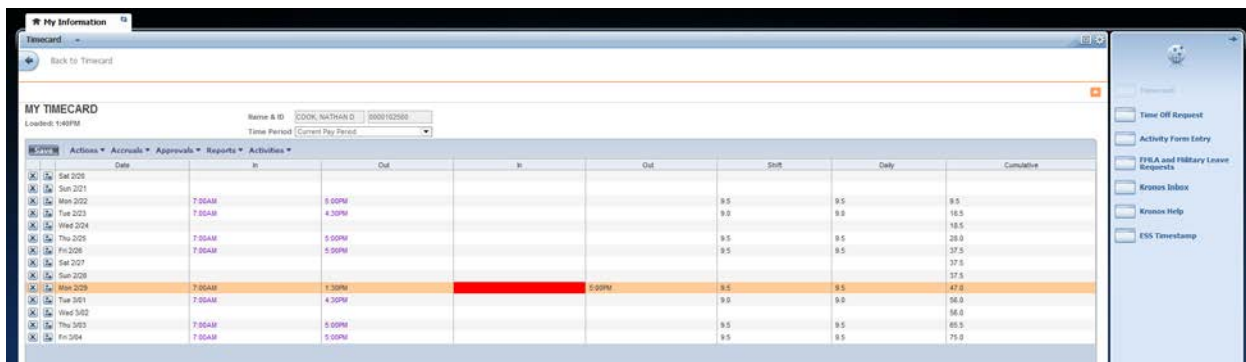 My Information
Timecard
Back to Timecard
MY TIMECARD
Loaded: 1:40PM
Name & ID COOK, NATHAN D 0000102500
Time Period Current Pay Period
Save Actions Accruals Approvals Reports Activities
Date In Out In Out Shift Daily Cumulative
Sat 2/20
Sun 2/21
Mon 2/22 7:00AM 5:00PM 9.5 9.5 9.5
Tue 2/23 7:00AM 4:30PM 9.0 9.0 18.5
Wed 2/24 18.5
Thu 2/25 7:00AM 5:00PM 9.5 9.5 28.0
Fri 2/26 7:00AM 5:00PM 9.5 9.5 37.5
Sat 2/27 37.5
Sun 2/28 37.5
Mon 2/29 7:00AM 1:30PM 5:00PM 9.5 9.5 47.0
Tue 3/01 7:00AM 4:30PM 9.0 9.0 56.0
Wed 3/02 56.0
Thu 3/03 7:00AM 5:00PM 9.5 9.5 65.5
Fri 3/04 7:00AM 5:00PM 9.5 9.5 75.0
Timecard
Time Off Request
Activity Form Entry
FMLA and Military Leave
Requests
Kronos Inbox
Kronos Help
ESS Timestamp